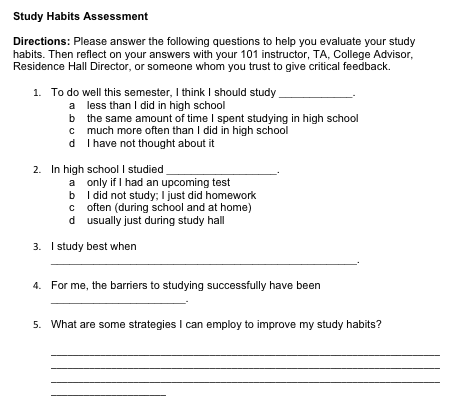 Study Habits Assessment
Directions: Please answer the following questions to help you evaluate your study
habits. Then reflect on your answers with your 101 instructor, TA, College Advisor,
Residence Hall Director, or someone whom you trust to give critical feedback.
1. To do well this semester, I think I should study ____________.
a less than I did in high school
b the same amount of time I spent studying in high school
c much more often than I did in high school
d I have not thought about it
2. In high school I studied __________________.
a only if I had an upcoming test
b I did not study; I just did homework
c often (during school and at home)
d usually just during study hall
3. I study best when
__________________________________________________.
4. For me, the barriers to studying successfully have been
______________________.
5. What are some strategies I can employ to improve my study habits?